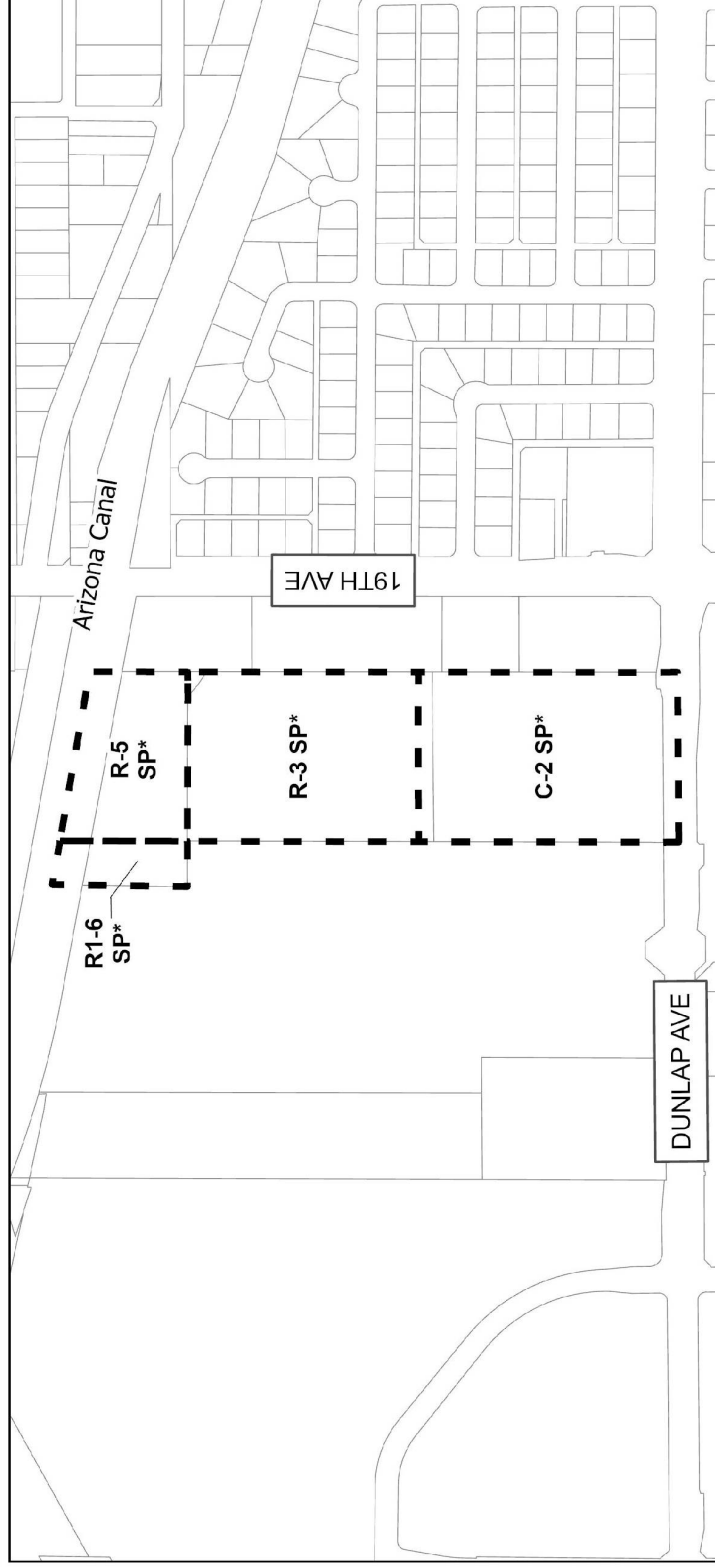 Arizona Canal
19TH AVE
R-5
SP*
R1-6
SP*
R-3 SP*
C-2 SP*
DUNLAP AVE